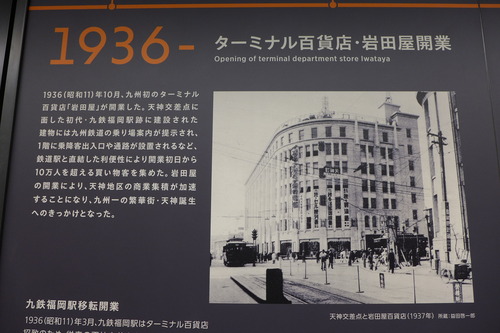 1936-
ターミナル百貨店・岩田屋開業
Opening of terminal department store Iwataya
1936(昭和11)年10月、九州初のターミナル
百貨店「岩田屋」が開業した。天神交差点に
面した初代・九鉄福岡駅跡に建設された
建物には九州鉄道の乗り場案内が提示され、
1階に乗降客出入口や通路が設置されるなど、
鉄道駅と直結した利便性により開業初日から
10万人を超える買い物客を集めた。岩田屋
の開業により、天神地区の商業集積が加速
することになり、九州一の繁華街・天神誕生
へのきっかけとなった。
天神交差点と岩田屋百貨店(1937年)
九鉄福岡駅移転開業
1936(昭和11)年3月、九鉄福岡駅はターミナル百貨店